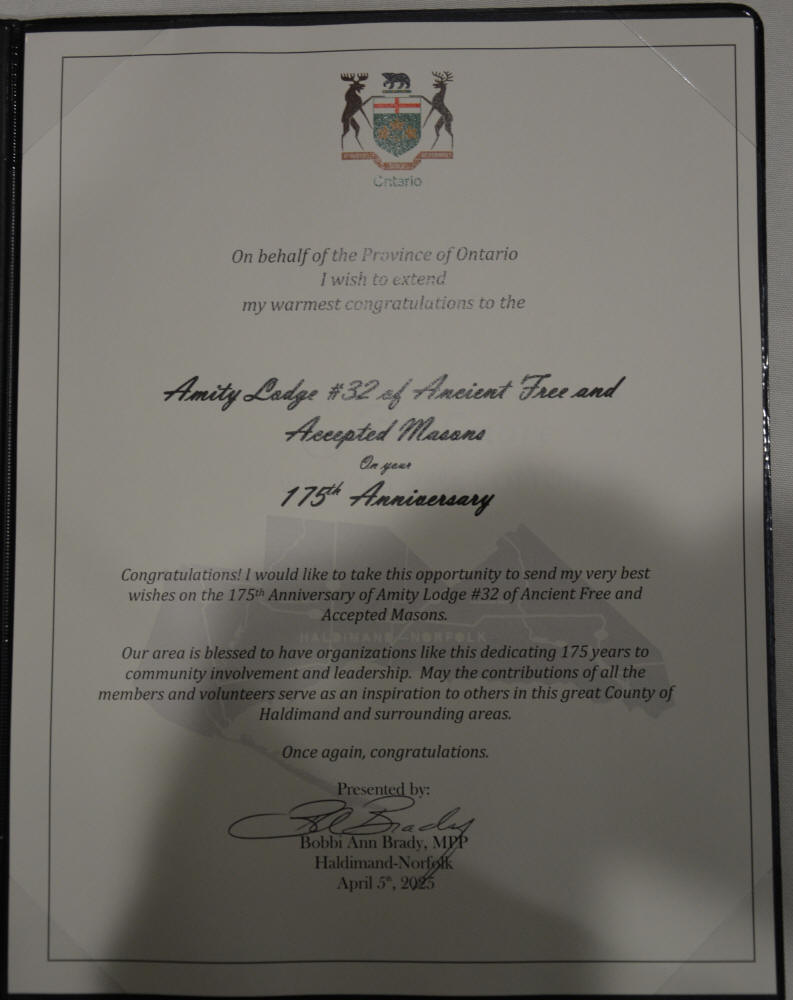 Ontario
On behalf of the Province of Ontario
I wish to extend
my warmest congratulations to the
Amity Lodge #32 of Ancient Free and
Accepted Masons
On your
175th Anniversary
Congratulations! I would like to take this opportunity to send my very best
wishes on the 175th Anniversary of Amity Lodge #32 of Ancient Free and
Accepted Masons.
HALDIMAND-NORFOLK
Our area is blessed to have organizations like this dedicating 175 years to
community involvement and leadership. May the contributions of all the
members and volunteers serve as an inspiration to others in this great County of
Haldimand and surrounding areas.
Once again, congratulations.
Presented by:
Bobbi Ann Brady, MPP
Haldimand-Norfolk
April 5th, 2025